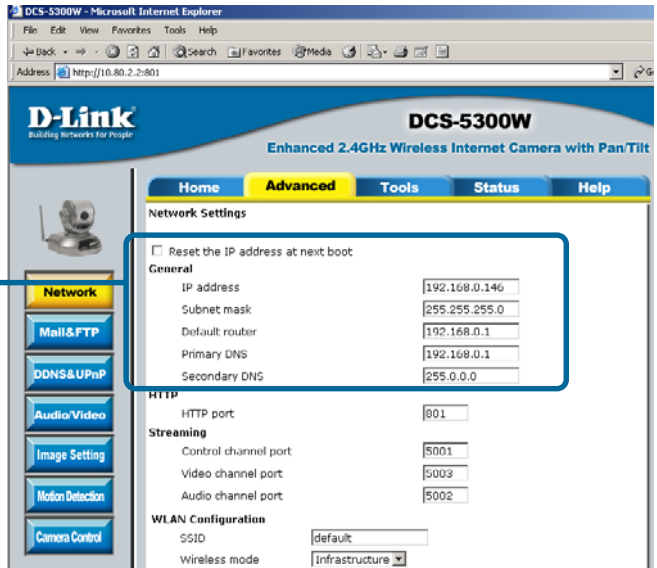 DCS-5300W - Microsoft Internet Explorer
File Edit View Favorites Tools Help
Back Search Favorites Media
Address http://10.80.2.2:801
D-Link
Building Networks for People
DCS-5300W
Enhanced 2.4GHz Wireless Internet Camera with Pan/Tilt
Home Advanced Tools Status Help
Network Settings
Reset the IP address at next boot
General
Network
IP address 192.168.0.146
Subnet mask 255.255.255.0
Mail&FTP
Default router 192.168.0.1
Primary DNS 192.168.0.1
DDNS&UPnP
Secondary DNS 255.0.0.0
HTTP
Audio/Video
HTTP port 801
Streaming
Image Setting
Control channel port 5001
Video channel port 5003
Motion Detection
Audio channel port 5002
WLAN Configuration
Camera Control
SSID default
Wireless mode Infrastructure